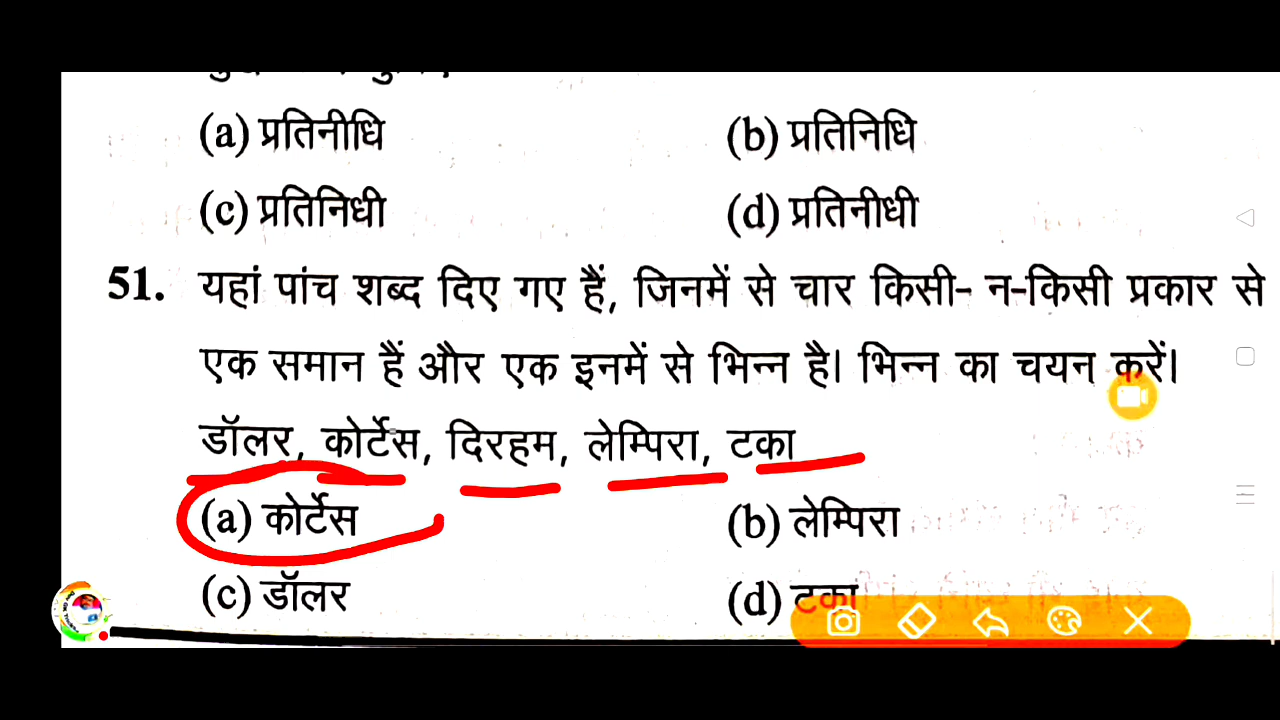 (a) प्रतिनीधि (b) प्रतिनिधि
(c) प्रतिनिधी (d) प्रतिनीधी
51. यहां पांच शब्द दिए गए हैं, जिनमें से चार किसी- न-किसी प्रकार से
एक समान हैं और एक इनमें से भिन्न है। भिन्न का चयन करें।
डॉलर, कोर्टेस, दिरहम, लेम्पिरा, टका
(a) कोर्टेस (b) लेम्पिरा
(c) डॉलर (d) टका